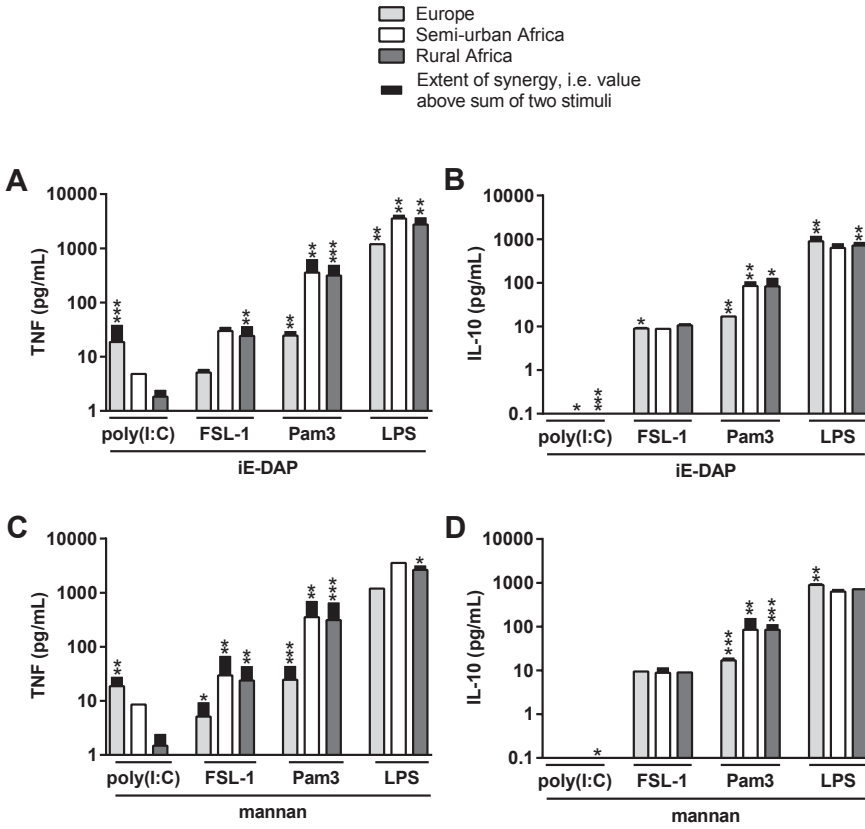 Europe
Semi-urban Africa
Rural Africa
Extent of synergy, i.e. value
above sum of two stimuli
A
TNF (pg/mL)
10000
1000
100
10
1
***
**
**
**
***
**
**
**
poly(I:C) FSL-1 Pam3 LPS
iE-DAP
B
IL-10 (pg/mL)
10000
1000
100
10
1
0.1
*
***
*
**
**
*
**
**
poly(I:C) FSL-1 Pam3 LPS
iE-DAP
C
TNF (pg/mL)
10000
1000
100
10
1
**
*
**
**
***
**
***
*
poly(I:C) FSL-1 Pam3 LPS
mannan
D
IL-10 (pg/mL)
10000
1000
100
10
1
0.1
*
***
**
***
**
poly(I:C) FSL-1 Pam3 LPS
mannan